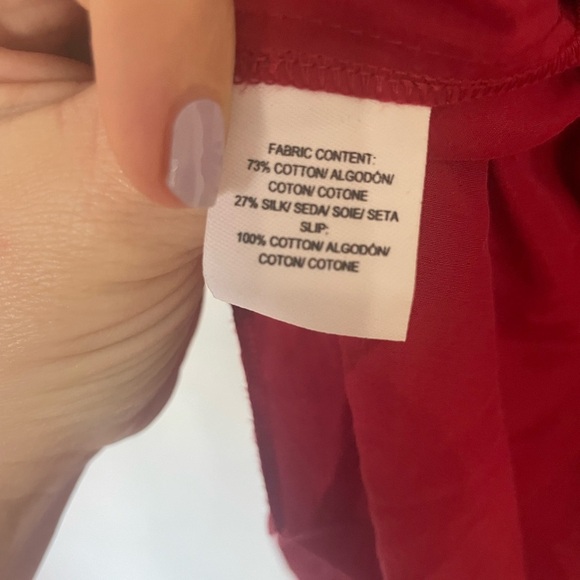 FABRIC CONTENT:
73% COTTON/ ALGODÓN/
COTON/ COTONE
27% SILK/ SEDA/ SOIE/ SETA
SLIP:
100% COTTON/ ALGODÓN/
COTON/ COTONE